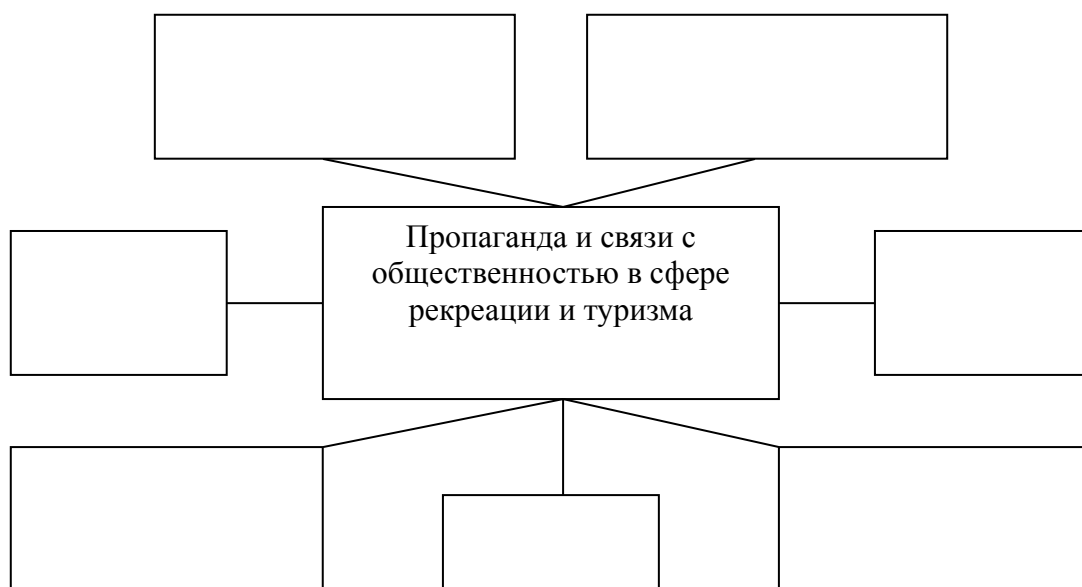 Пропаганда и связи с
общественностью в сфере
рекреации и туризма